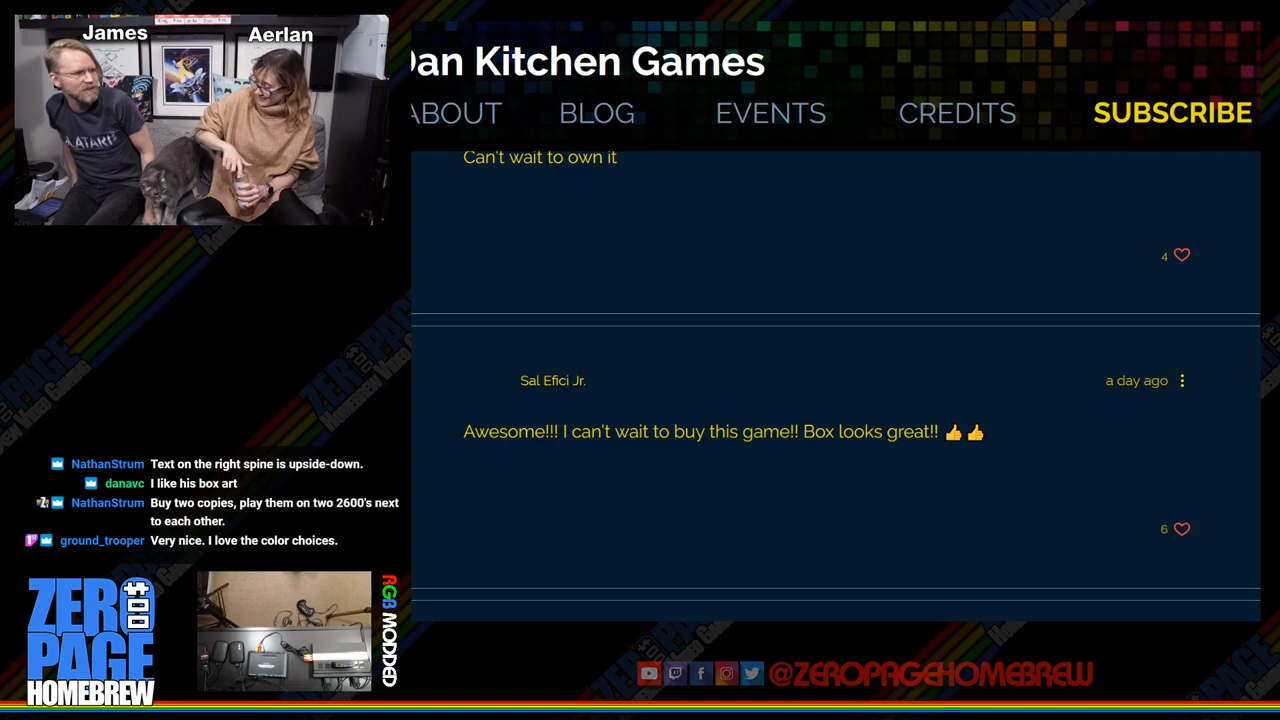 James
Aerlan
ATARI
Dan Kitchen Games
ABOUT BLOG EVENTS CREDITS SUBSCRIBE
Can't wait to own it
4
Sal Efici Jr.
a day ago
Awesome!!! I can't wait to buy this game!! Box looks great!! 👍👍
6
NathanStrum Text on the right spine is upside-down.
danavc I like his box art
NathanStrum Buy two copies, play them on two 2600's next
to each other.
ground_trooper Very nice. I love the color choices.
ZERO
$00
PAGE
HOMEBREW
RGB MODDED
@ZEROPAGEHOMEBREW